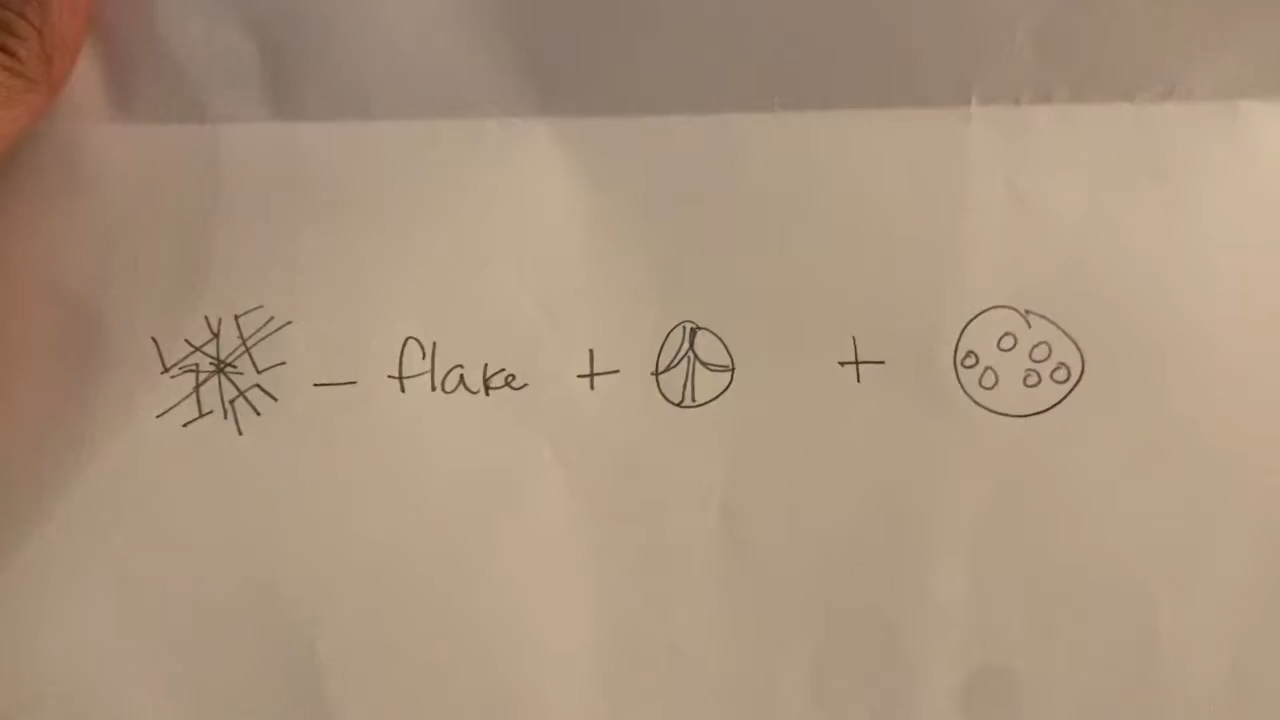 – flake + +